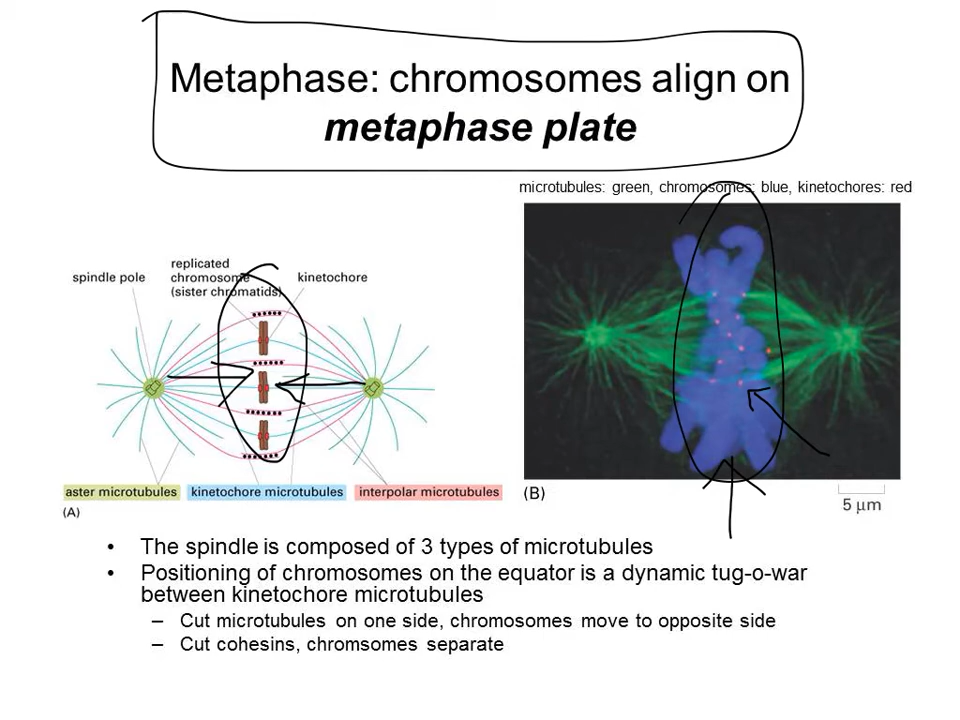 Metaphase: chromosomes align on
metaphase plate
microtubules: green, chromosomes: blue, kinetochores: red
spindle pole
replicated
chromosome
(sister chromatids)
kinetochore
aster microtubules
kinetochore microtubules
interpolar microtubules
(A)
(B)
5 μm
• The spindle is composed of 3 types of microtubules
• Positioning of chromosomes on the equator is a dynamic tug-o-war
between kinetochore microtubules
– Cut microtubules on one side, chromosomes move to opposite side
– Cut cohesins, chromsomes separate